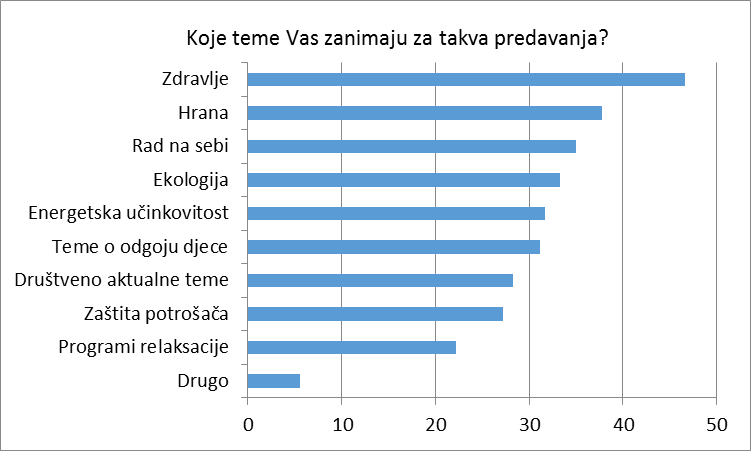 Koje teme Vas zanimaju za takva predavanja?
Zdravlje
Hrana
Rad na sebi
Ekologija
Energetska učinkovitost
Teme o odgoju djece
Društveno aktualne teme
Zaštita potrošača
Programi relaksacije
Drugo
0 10 20 30 40 50